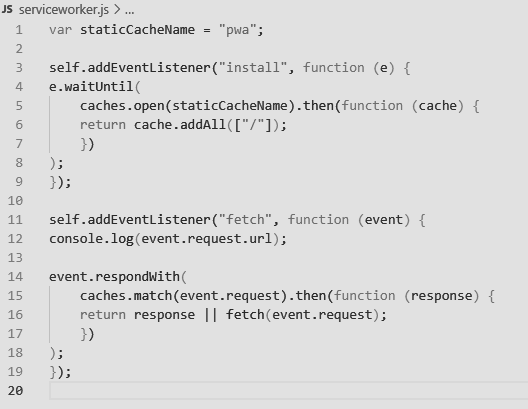 JS serviceworker.js > ...
1 var staticCacheName = "pwa";
2
3 self.addEventListener("install", function (e) {
4 e.waitUntil(
5     caches.open(staticCacheName).then(function (cache) {
6     return cache.addAll(["/"]);
7     })
8 );
9 });
10
11 self.addEventListener("fetch", function (event) {
12 console.log(event.request.url);
13
14 event.respondWith(
15     caches.match(event.request).then(function (response) {
16     return response || fetch(event.request);
17     })
18 );
19 });
20